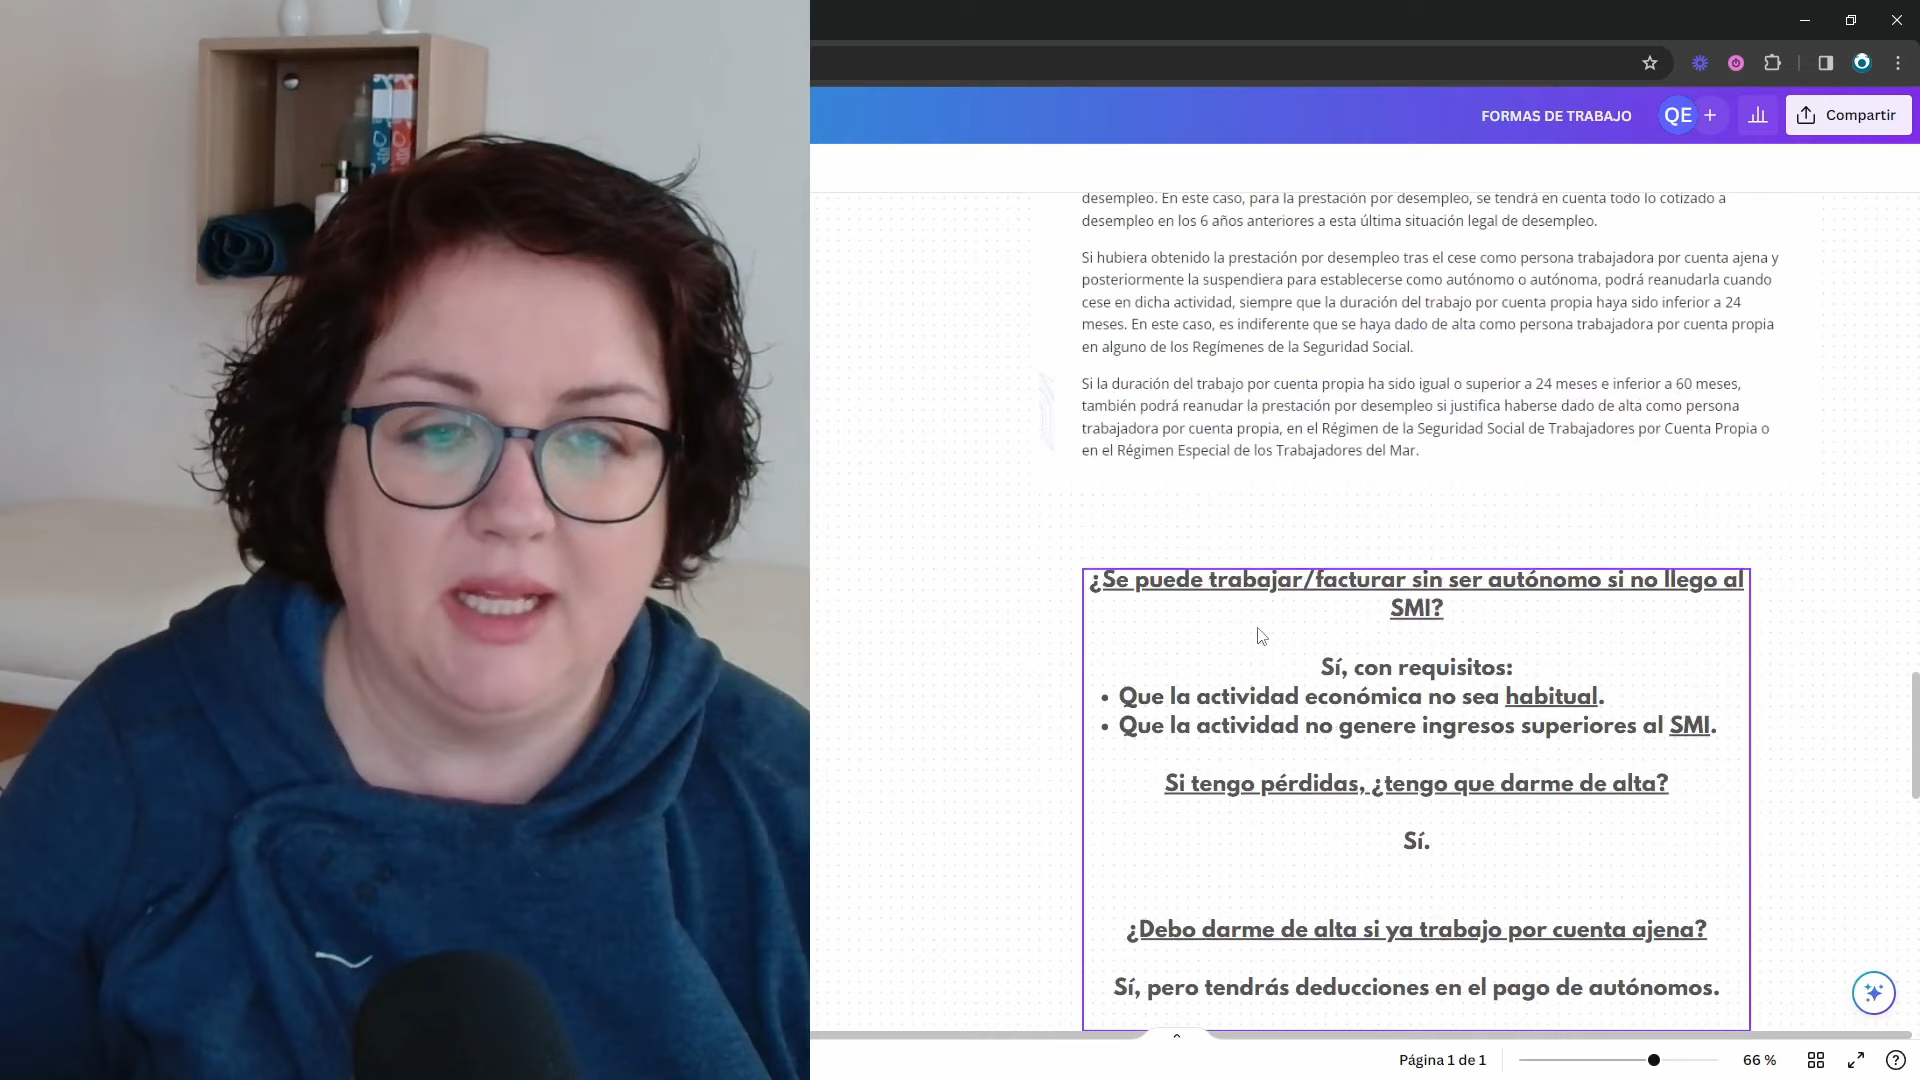 FORMAS DE TRABAJO
QE
+
Compartir
desempleo. En este caso, para la prestación por desempleo, se tendrá en cuenta todo lo cotizado a
desempleo en los 6 años anteriores a esta última situación legal de desempleo.
Si hubiera obtenido la prestación por desempleo tras el cese como persona trabajadora por cuenta ajena y
posteriormente la suspendiera para establecerse como autónomo o autónoma, podrá reanudarla cuando
cese en dicha actividad, siempre que la duración del trabajo por cuenta propia haya sido inferior a 24
meses. En este caso, es indiferente que se haya dado de alta como persona trabajadora por cuenta propia
en alguno de los Regímenes de la Seguridad Social.
Si la duración del trabajo por cuenta propia ha sido igual o superior a 24 meses e inferior a 60 meses,
también podrá reanudar la prestación por desempleo si justifica haberse dado de alta como persona
trabajadora por cuenta propia, en el Régimen de la Seguridad Social de Trabajadores por Cuenta Propia o
en el Régimen Especial de los Trabajadores del Mar.
¿Se puede trabajar/facturar sin ser autónomo si no llego al
SMI?
Sí, con requisitos:
• Que la actividad económica no sea habitual.
• Que la actividad no genere ingresos superiores al SMI.
Si tengo pérdidas, ¿tengo que darme de alta?
Sí.
¿Debo darme de alta si ya trabajo por cuenta ajena?
Sí, pero tendrás deducciones en el pago de autónomos.
Página 1 de 1
66 %